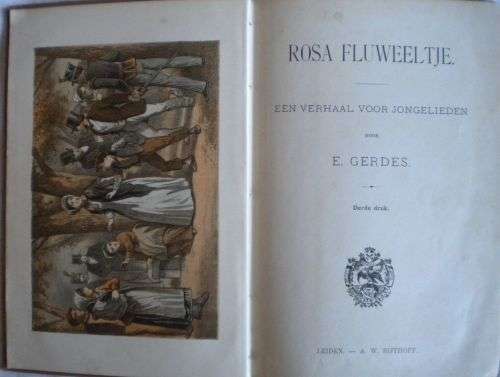 ROSA FLUWEELTJE.
EEN VERHAAL VOOR JONGELIEDEN
DOOR
E. GERDES.
Derde druk.
LEIDEN. — A. W. SIJTHOFF.